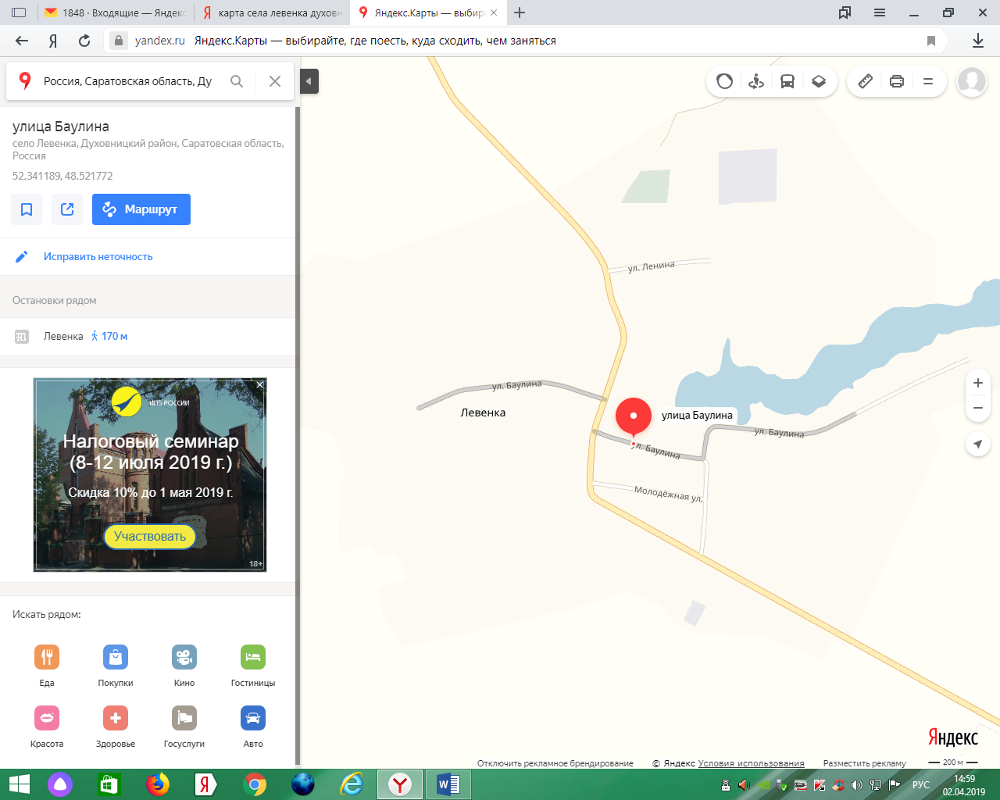 1848 · Входящие — Яндекс
карта села левенка духовн
Яндекс.Карты — выбир
yandex.ru Яндекс.Карты — выбирайте, где поесть, куда сходить, чем заняться
Россия, Саратовская область, Ду
улица Баулина
село Левенка, Духовницкий район, Саратовская область,
Россия
52.341189, 48.521772
Маршрут
Исправить неточность
Остановки рядом
Левенка 170 м
ИПБ РОССИИ
Налоговый семинар
(8-12 июля 2019 г.)
Скидка 10% до 1 мая 2019 г.
Участвовать
18+
Искать рядом:
Еда
Покупки
Кино
Гостиницы
Красота
Здоровье
Госуслуги
Авто
ул. Ленина
ул. Баулина
Левенка
улица Баулина
ул. Баулина
ул. Баулина
Молодёжная ул.
Яндекс
Отключить рекламное брендирование
© Яндекс Условия использования
Разместить рекламу
200 м
РУС
14:59
02.04.2019